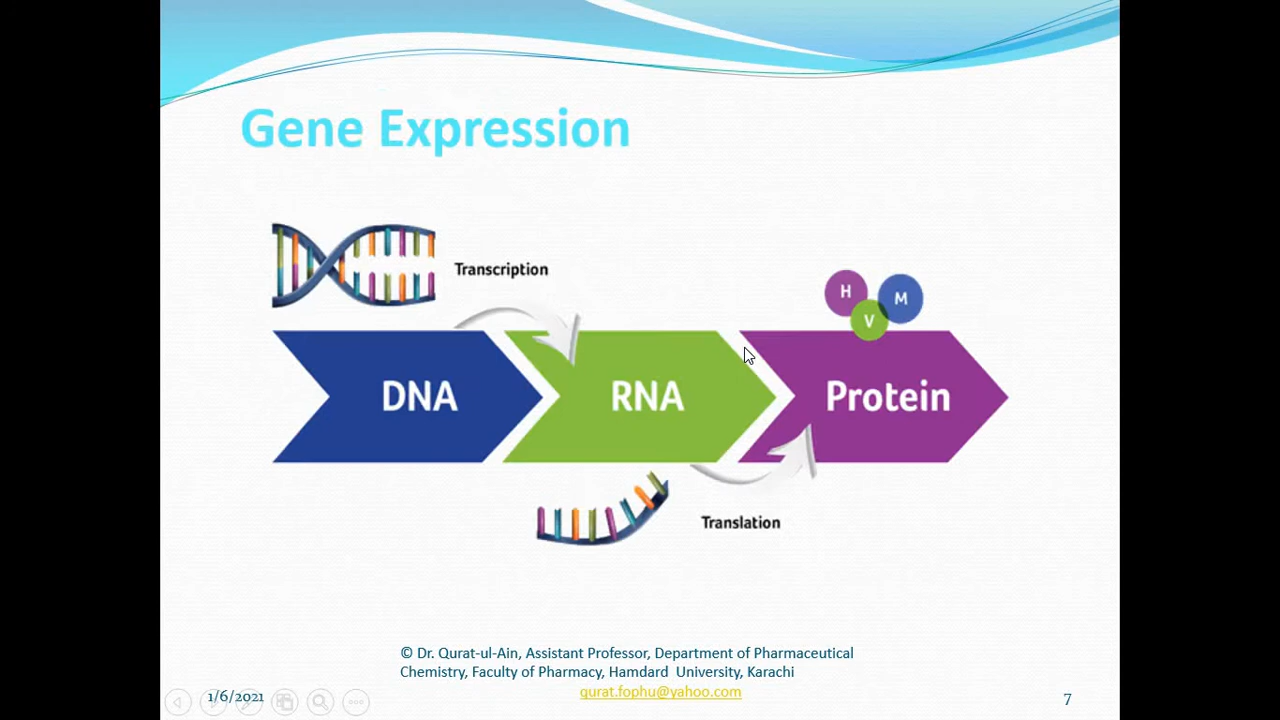 Gene Expression
Transcription
H
M
V
DNA
RNA
Protein
Translation
© Dr. Qurat-ul-Ain, Assistant Professor, Department of Pharmaceutical
Chemistry, Faculty of Pharmacy, Hamdard University, Karachi
1/6/2021
qurat.fophu@yahoo.com
7